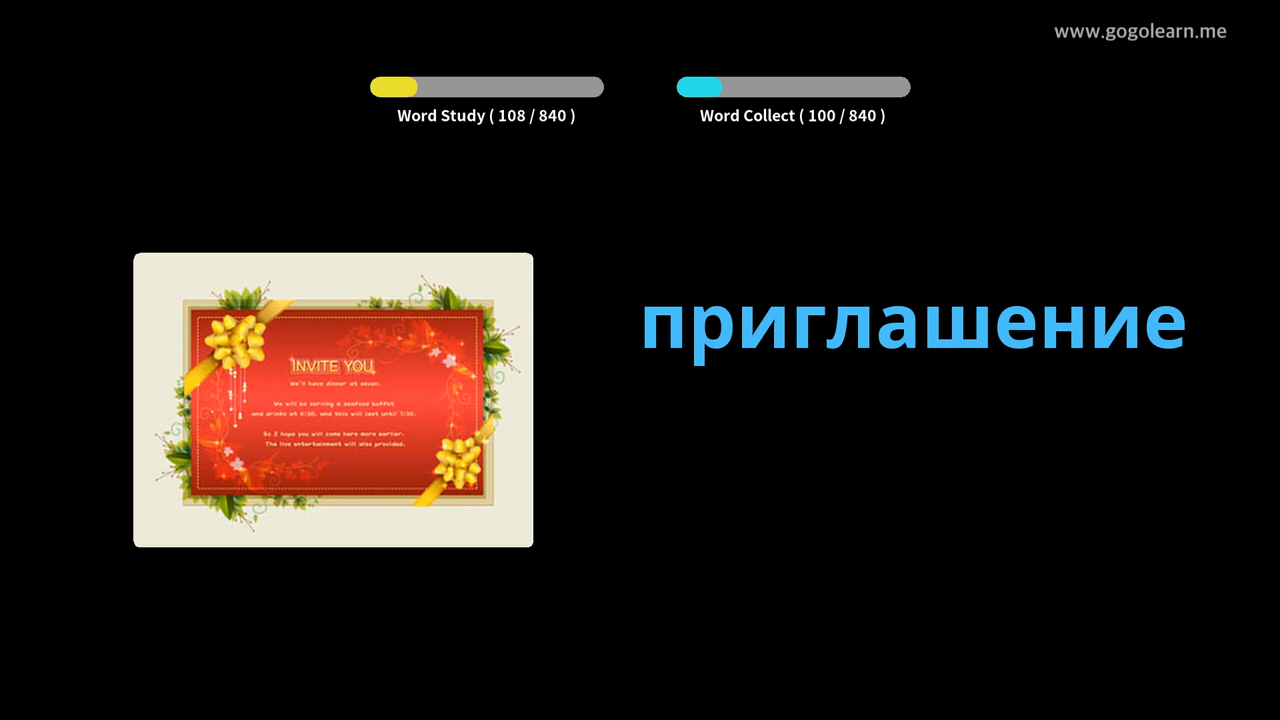 www.gogolearn.me
Word Study ( 108 / 840 )
Word Collect ( 100 / 840 )
приглашение
INVITE YOU
We'll have dinner at seven.
We will be serving a seafood buffet
and drinks at 6:30, and this will last until 7:30.
So I hope you will come here more earlier.
The live entertainment will also provided.